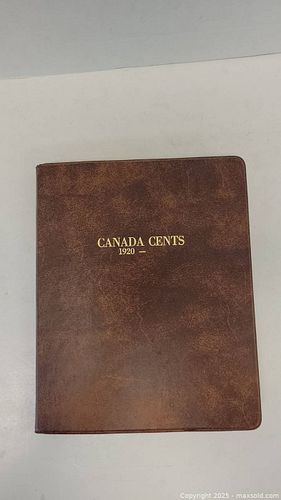 CANADA CENTS
1920 —
Copyright 2025 - maxsold.com